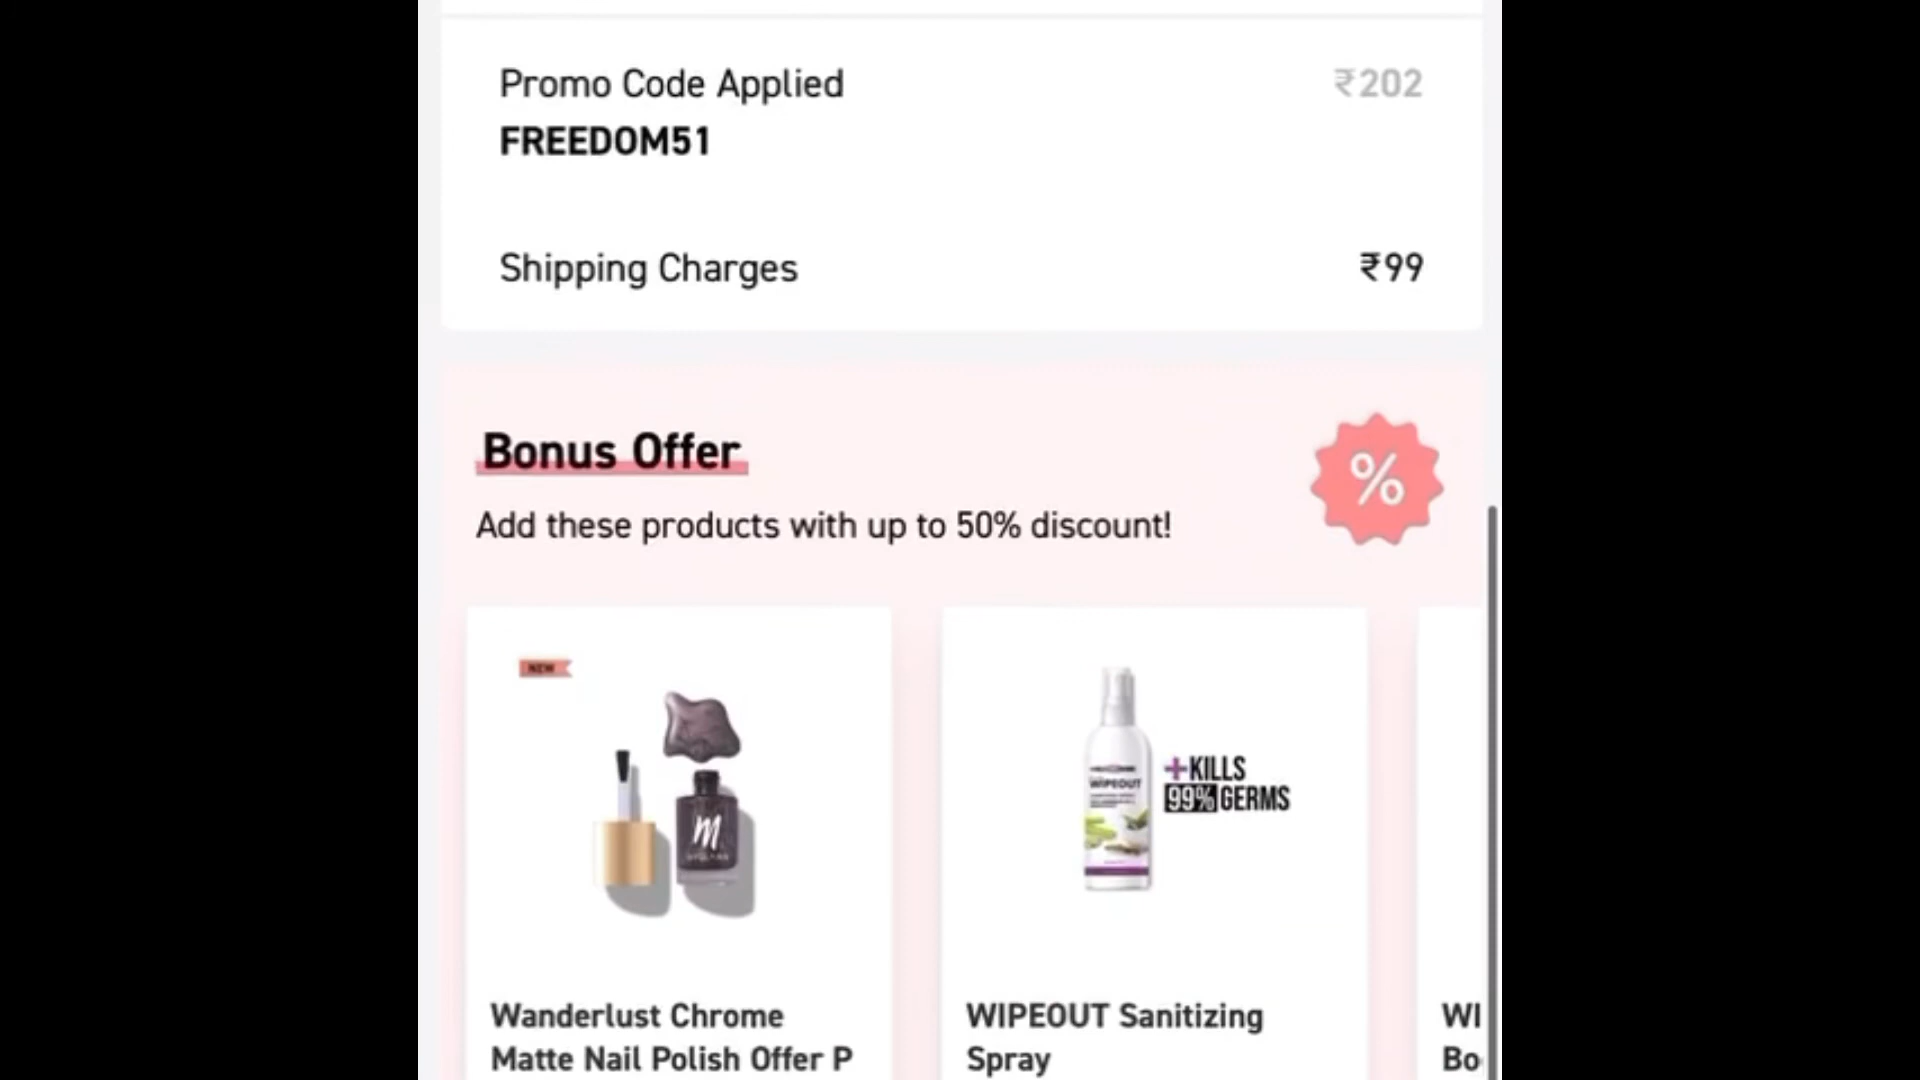 Promo Code Applied ₹202
FREEDOM51
Shipping Charges ₹99
Bonus Offer
%
Add these products with up to 50% discount!
NEW
M
WIPEOUT
+KILLS
99% GERMS
Wanderlust Chrome
Matte Nail Polish Offer P
WIPEOUT Sanitizing
Spray
WI
Bo